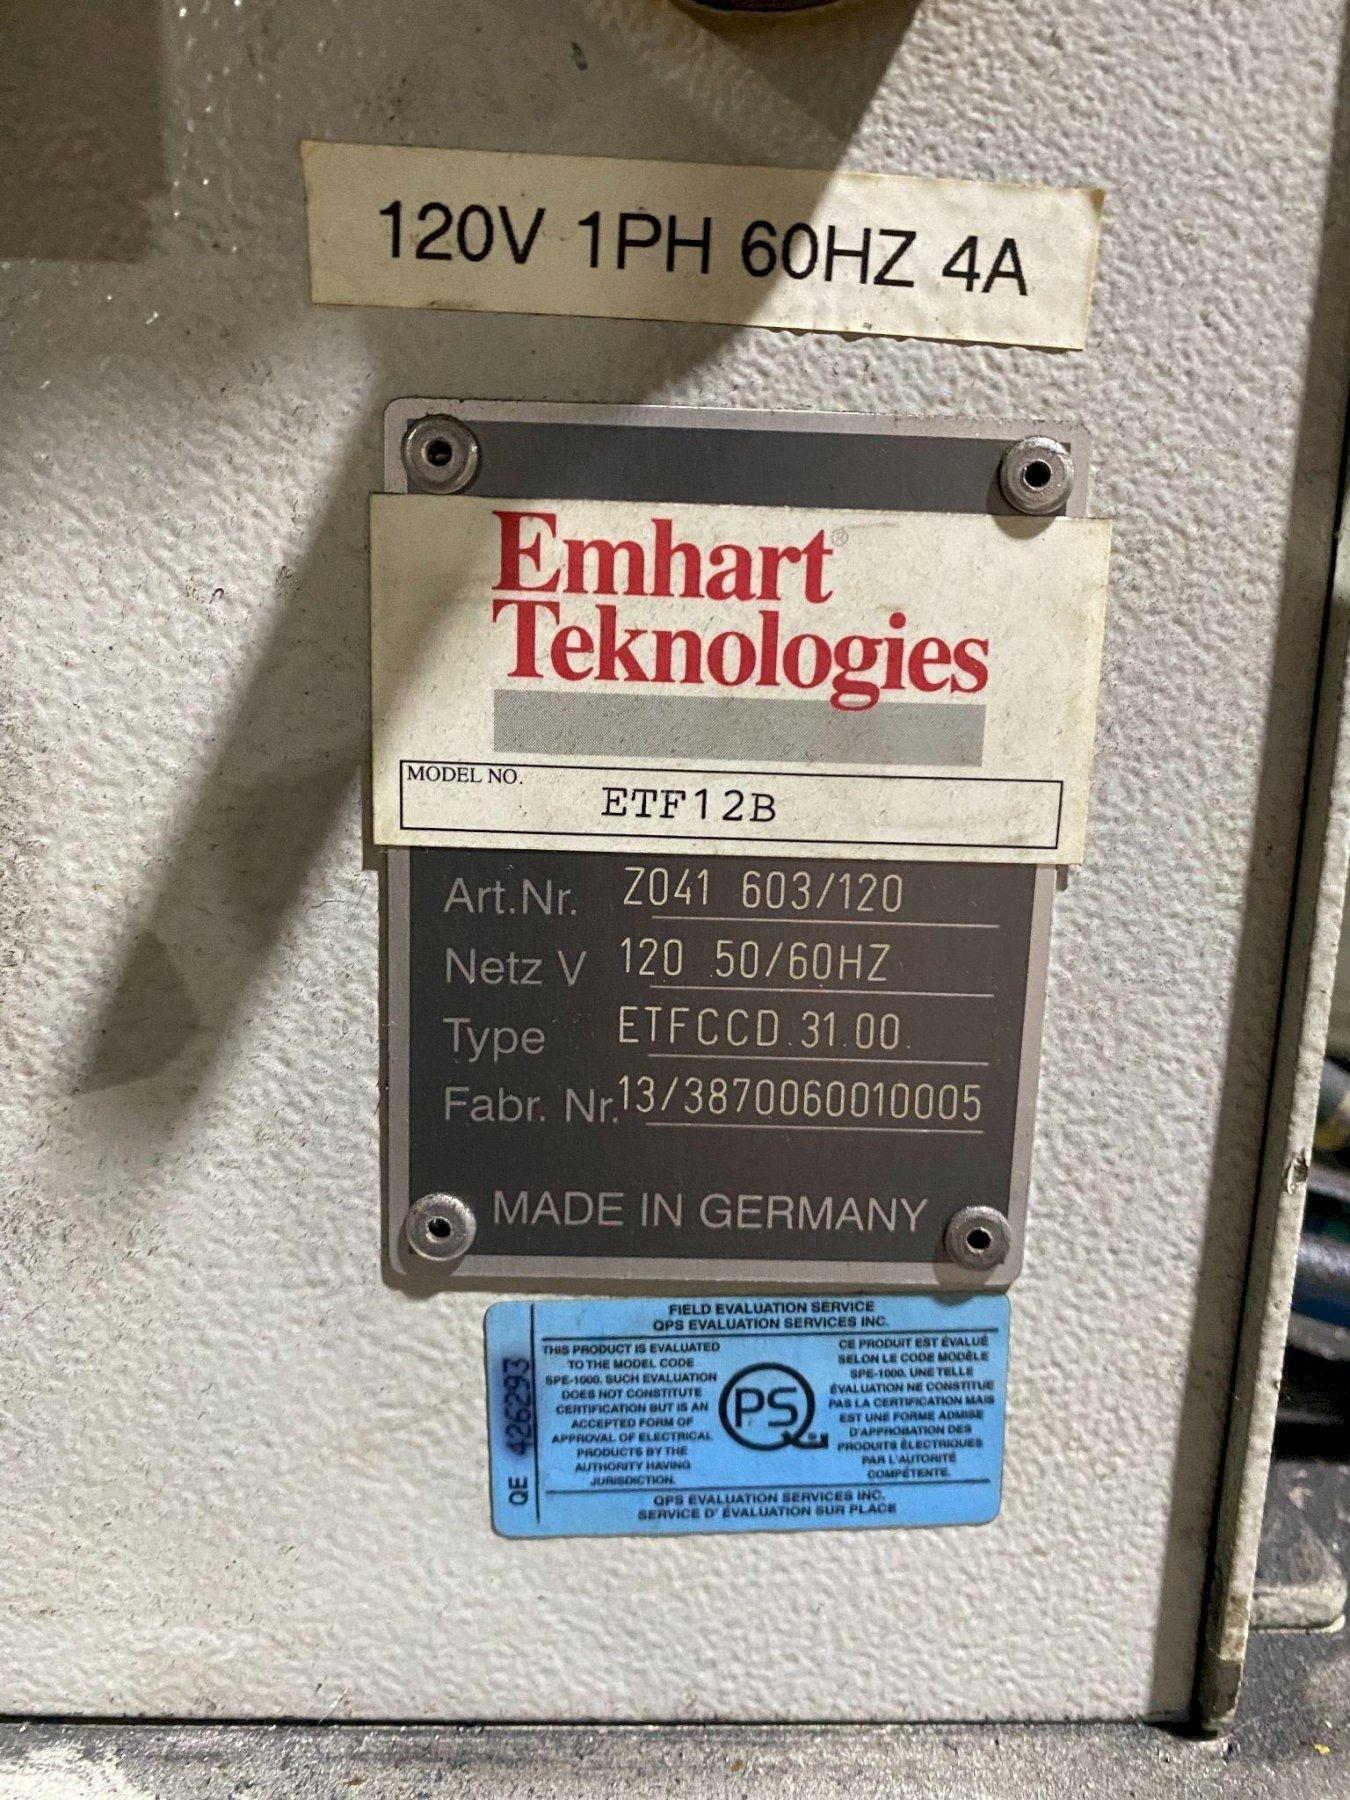 120V 1PH 60HZ 4A
Emhart®
Teknologies
MODEL NO.
ETF12B
Art.Nr. Z041 603/120
Netz V 120 50/60HZ
Type ETFCCD.31.00.
Fabr. Nr. 13/3870060010005
MADE IN GERMANY
FIELD EVALUATION SERVICE
QPS EVALUATION SERVICES INC.
QE 426293
THIS PRODUCT IS EVALUATED
TO THE MODEL CODE
SPE-1000. SUCH EVALUATION
DOES NOT CONSTITUTE
CERTIFICATION BUT IS AN
ACCEPTED FORM OF
APPROVAL OF ELECTRICAL
PRODUCTS BY THE
AUTHORITY HAVING
JURISDICTION.
QPS
CE PRODUIT EST ÉVALUÉ
SELON LE CODE MODÈLE
SPE-1000. UNE TELLE
ÉVALUATION NE CONSTITUE
PAS LA CERTIFICATION MAIS
EST UNE FORME ADMISE
D'APPROBATION DES
PRODUITS ÉLECTRIQUES
PAR L'AUTORITÉ
COMPÉTENTE.
QPS EVALUATION SERVICES INC.
SERVICE D' ÉVALUATION SUR PLACE